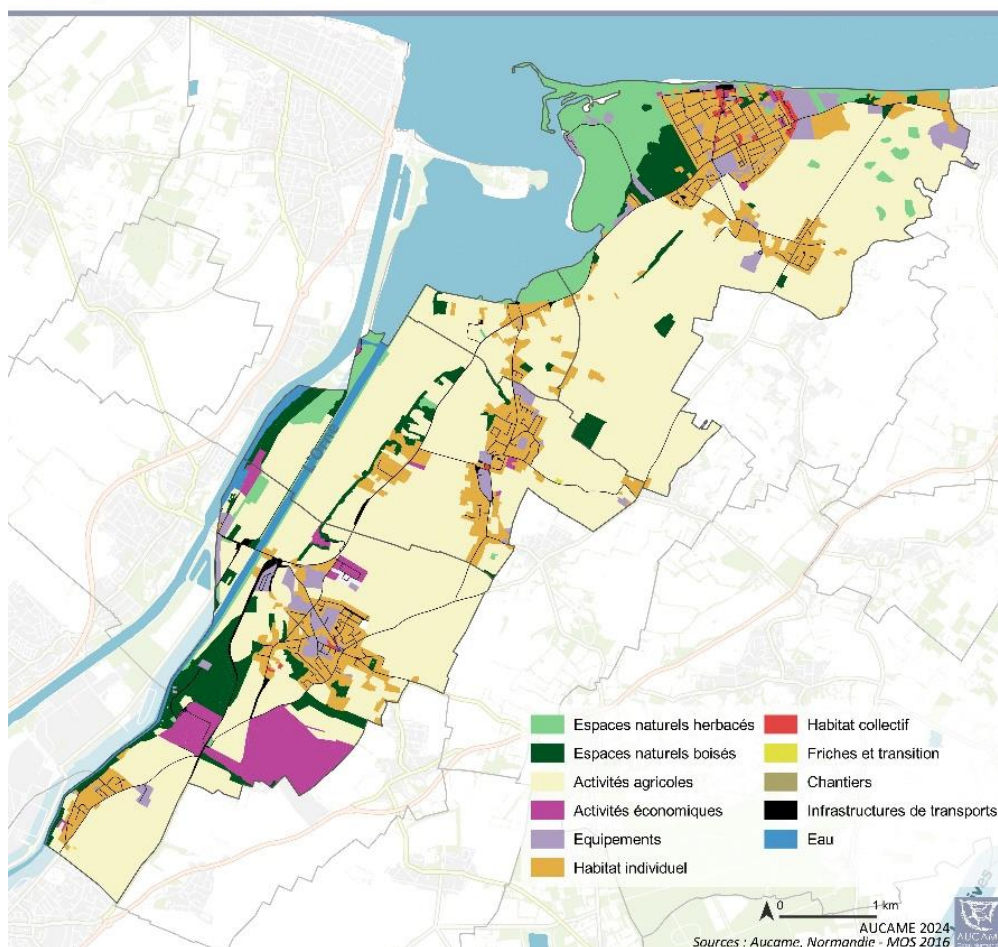 Espaces naturels herbacés
Espaces naturels boisés
Activités agricoles
Activités économiques
Equipements
Habitat individuel
Habitat collectif
Friches et transition
Chantiers
Infrastructures de transports
Eau
0 1 km
AUCAME 2024
Sources : Aucame, Normandie - MOS 2016
AUCAME